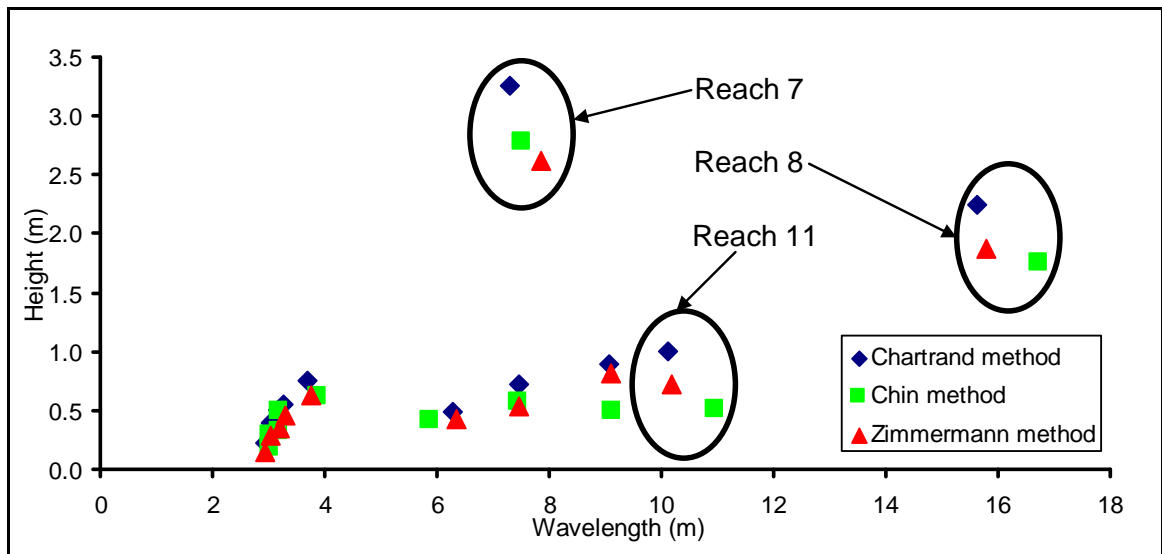 3.5
3.0
2.5
2.0
1.5
1.0
0.5
0.0
Height (m)
Reach 7
Reach 8
Reach 11
Chartrand method
Chin method
Zimmermann method
0 2 4 6 8 10 12 14 16 18
Wavelength (m)